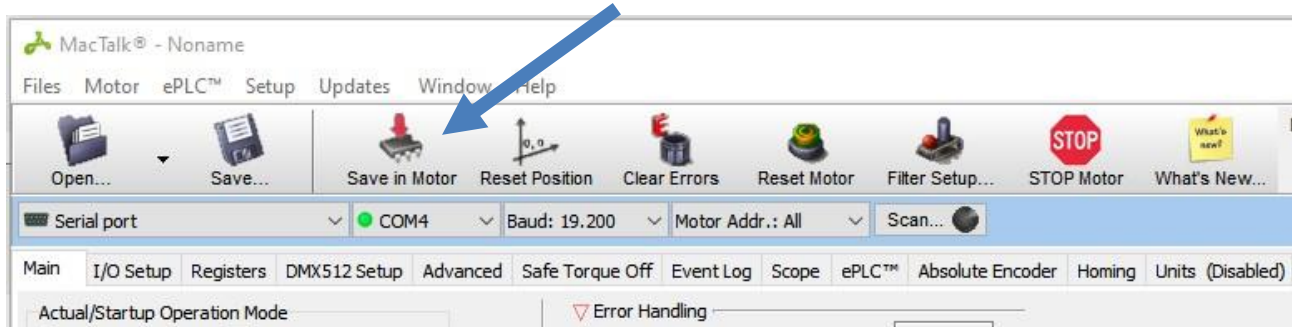 MacTalk® - Noname
Files Motor ePLC™ Setup Updates Window Help
0,0 E STOP What's new?
Open... Save... Save in Motor Reset Position Clear Errors Reset Motor Filter Setup... STOP Motor What's New...
Serial port COM4 Baud: 19.200 Motor Addr.: All Scan...
Main I/O Setup Registers DMX512 Setup Advanced Safe Torque Off Event Log Scope ePLC™ Absolute Encoder Homing Units (Disabled)
Actual/Startup Operation Mode Error Handling